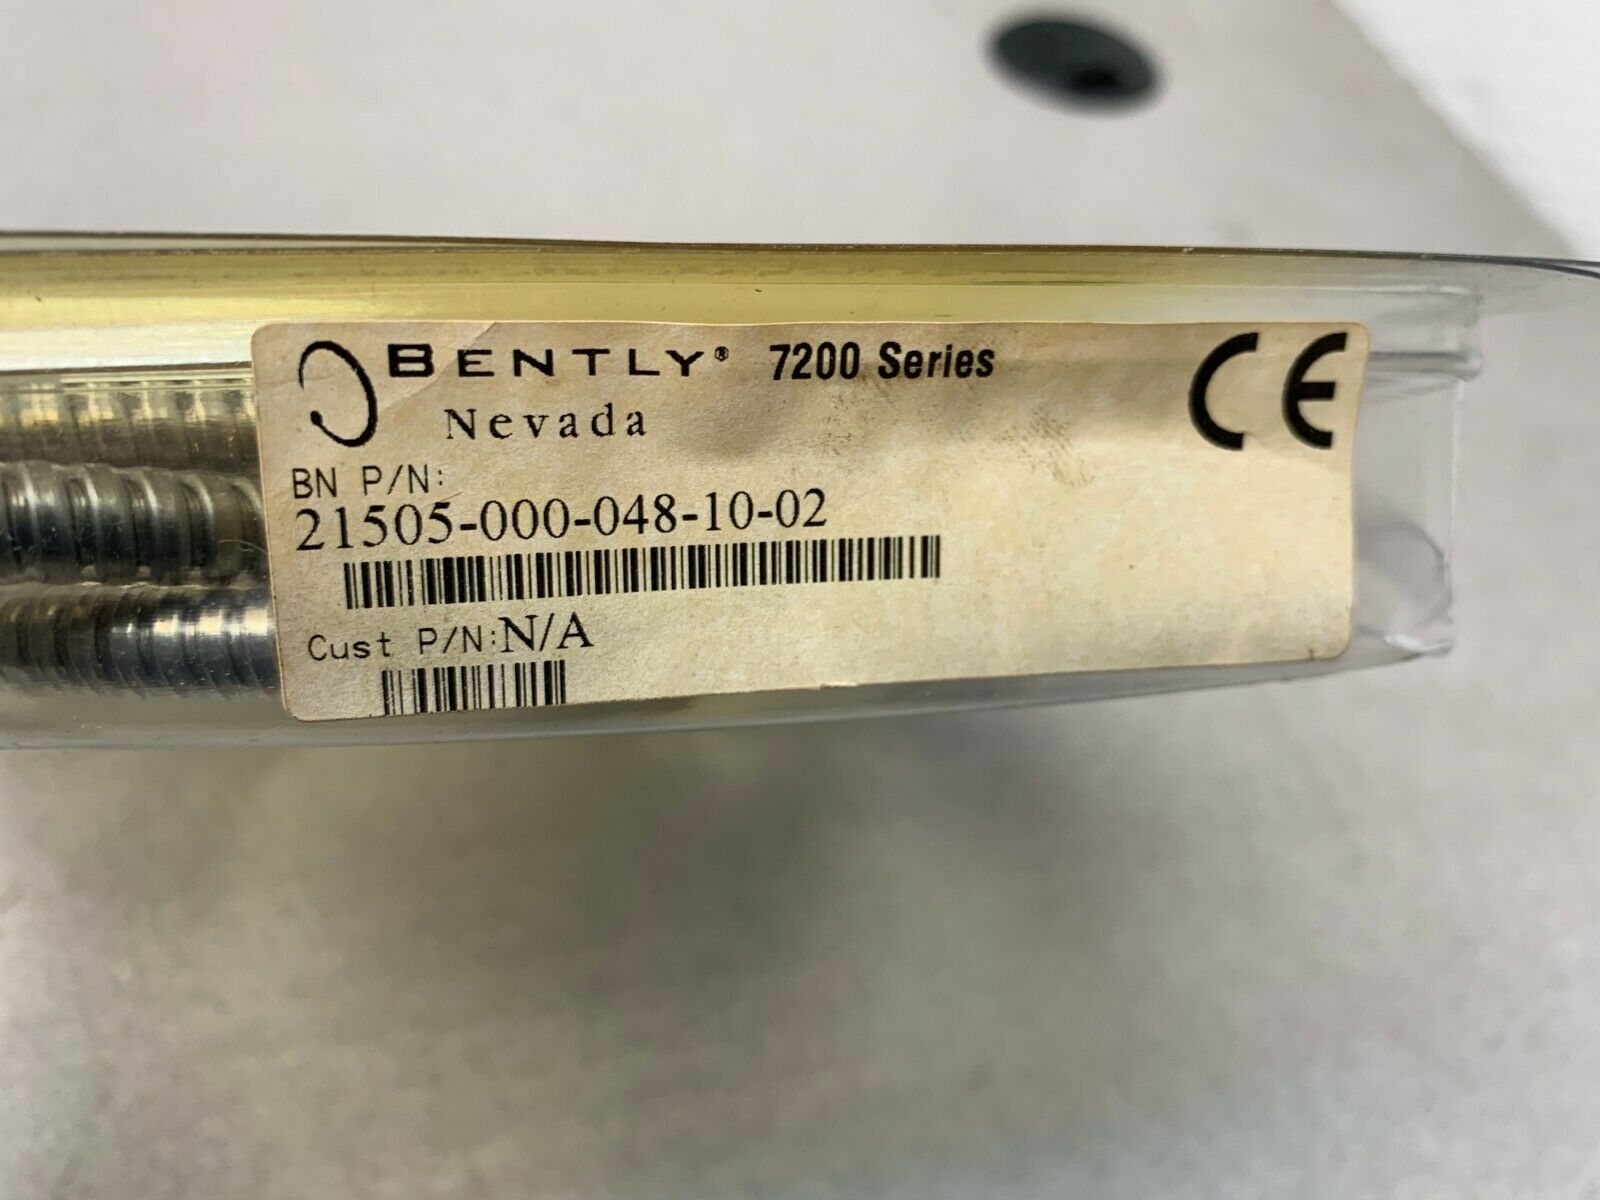 BENTLY® 7200 Series CE
Nevada
BN P/N:
21505-000-048-10-02
Cust P/N: N/A